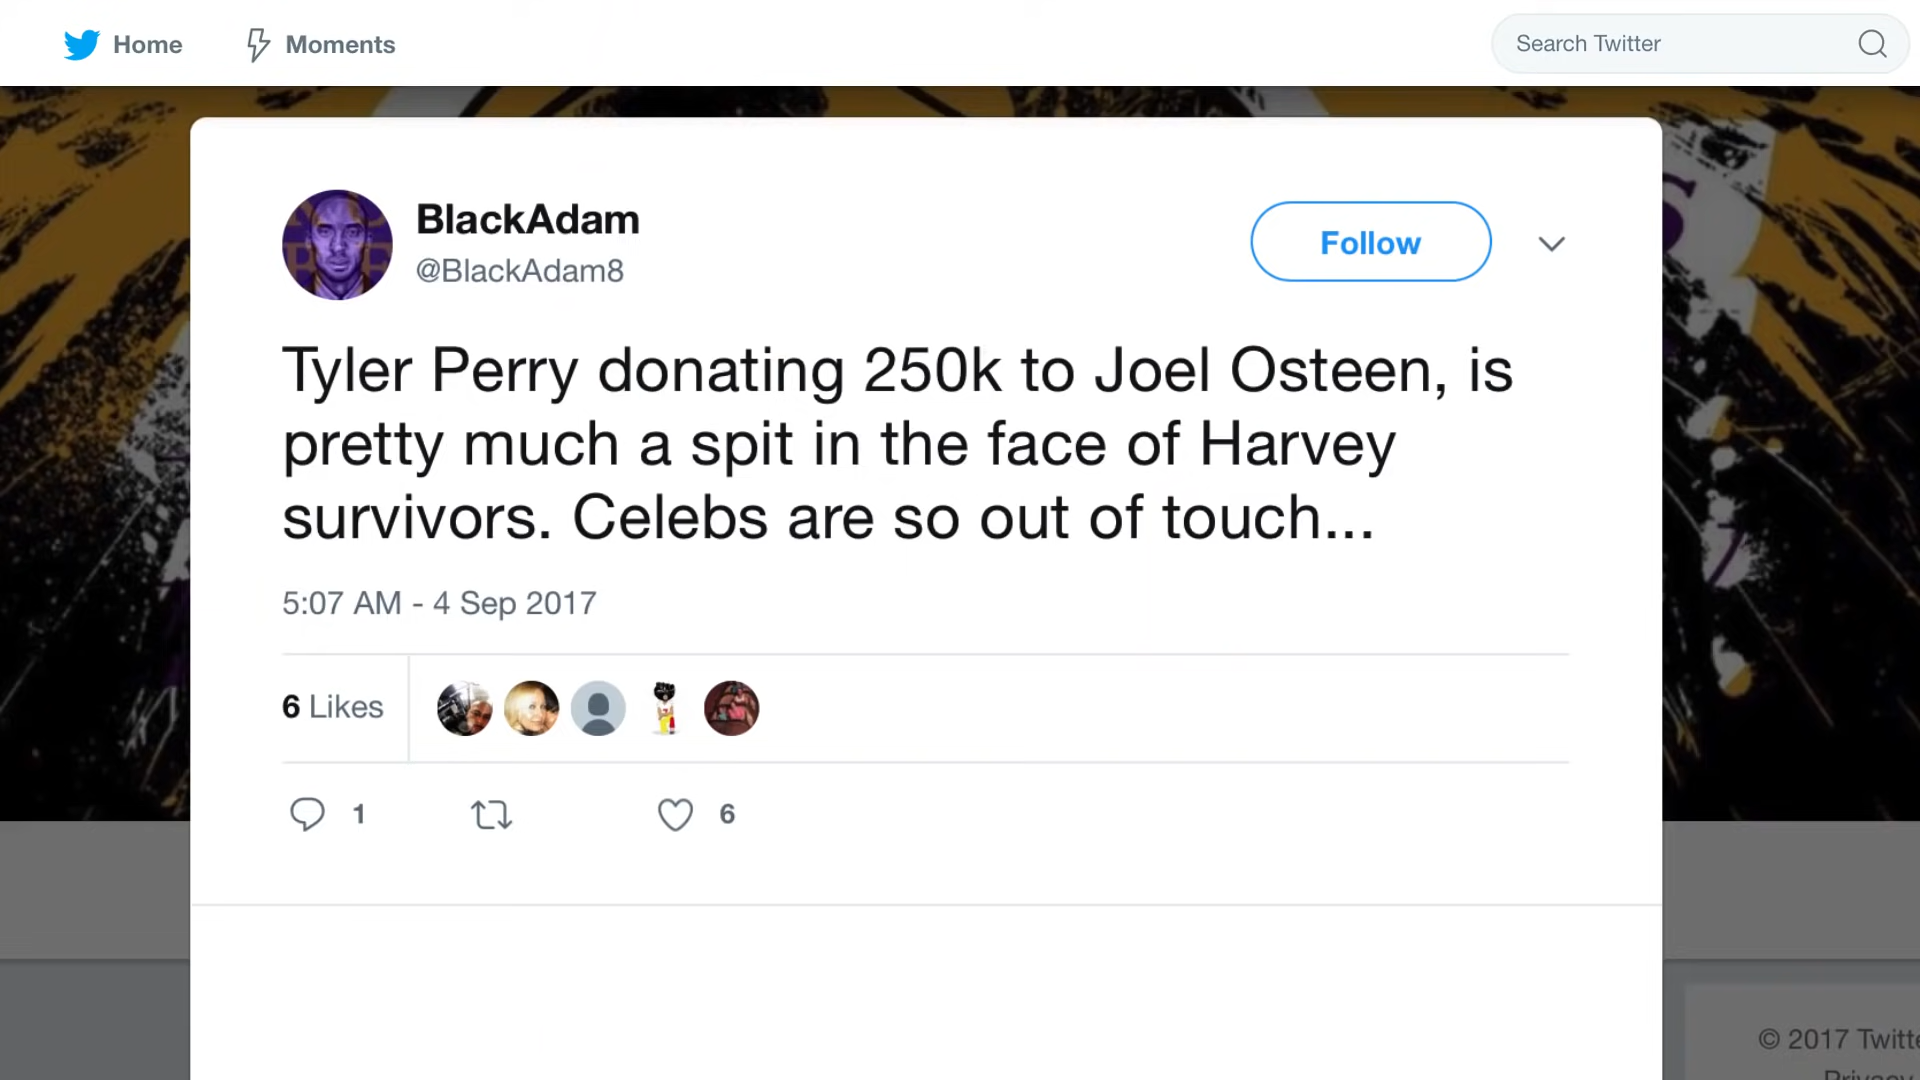 Home
Moments
Search Twitter
BlackAdam
@BlackAdam8
Follow
Tyler Perry donating 250k to Joel Osteen, is
pretty much a spit in the face of Harvey
survivors. Celebs are so out of touch...
5:07 AM - 4 Sep 2017
6 Likes
1
6
© 2017 Twitte